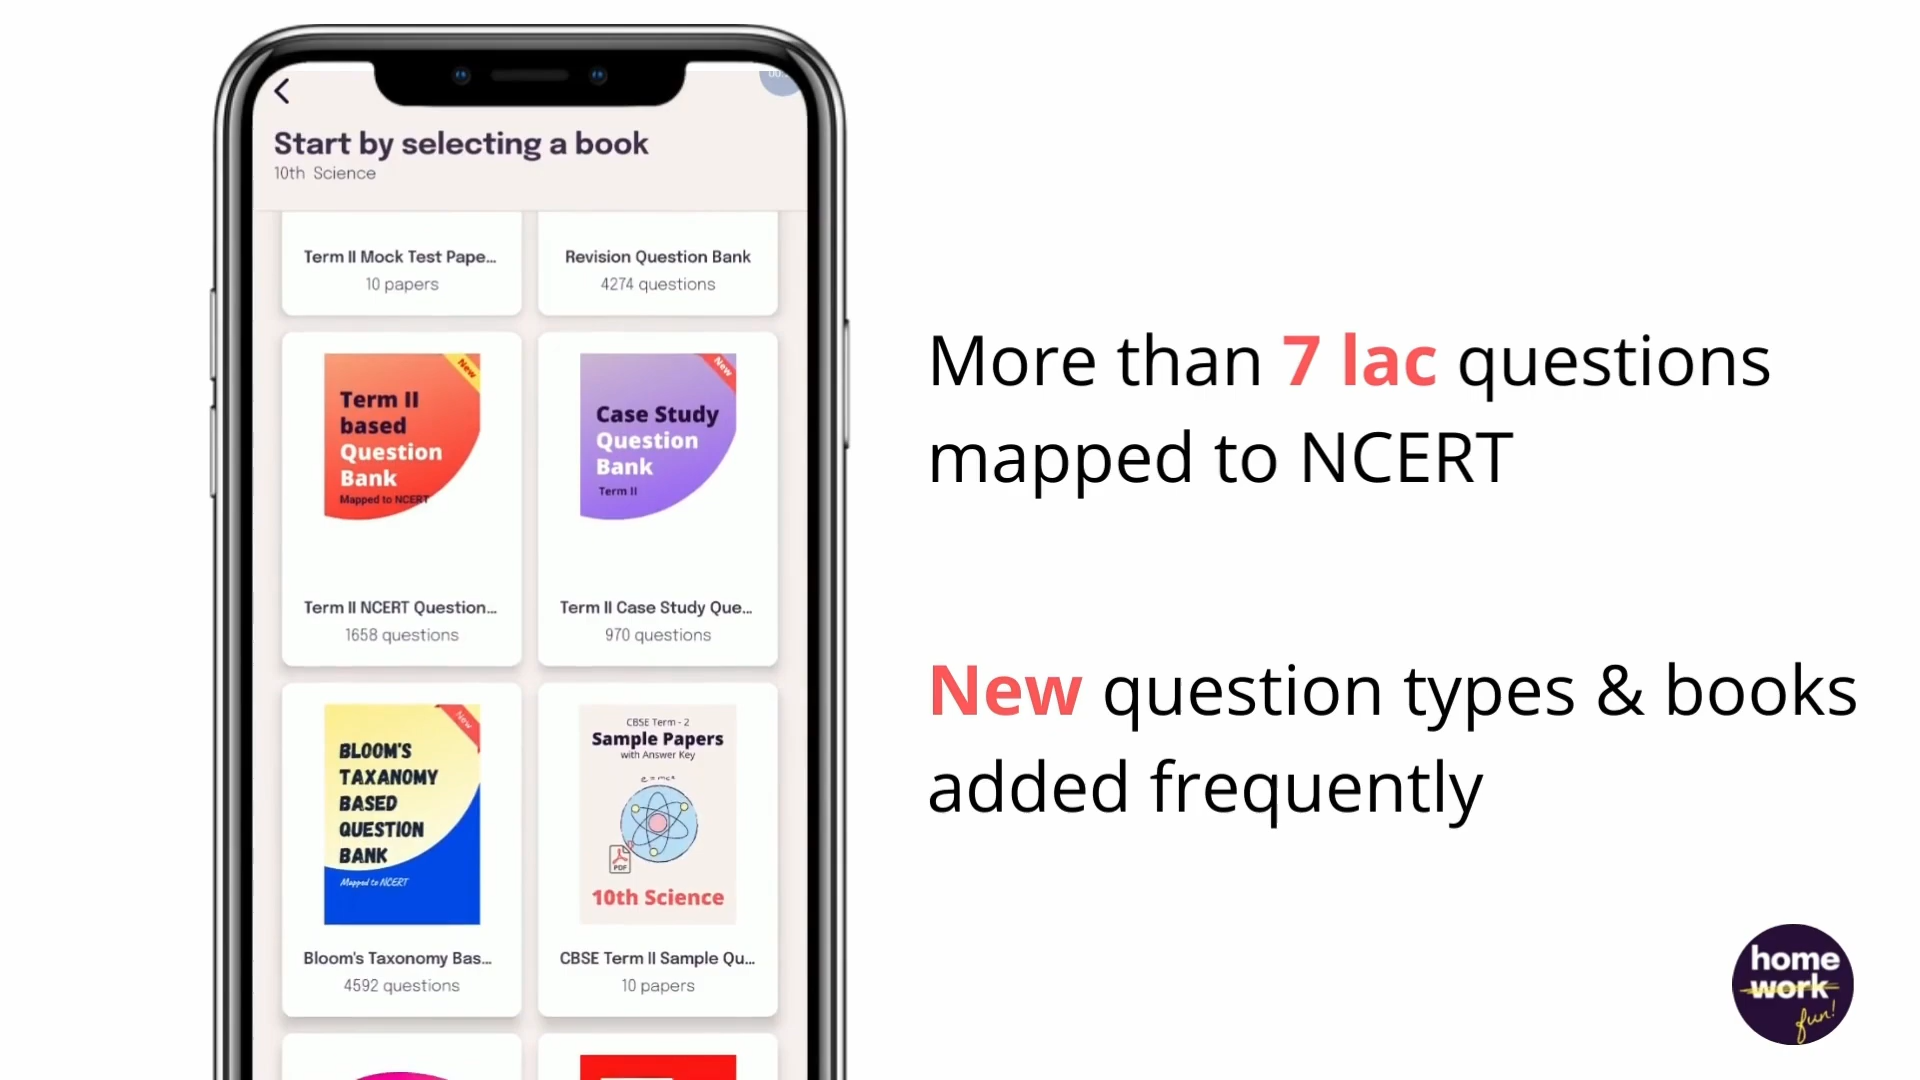 Start by selecting a book
10th Science
Term II Mock Test Pape...
10 papers
Revision Question Bank
4274 questions
New
Term II
based
Question
Bank
Mapped to NCERT
Term II NCERT Question...
1658 questions
New
Case Study
Question
Bank
Term II
Term II Case Study Que...
970 questions
New
BLOOM'S
TAXANOMY
BASED
QUESTION
BANK
Mapped to NCERT
Bloom's Taxonomy Bas...
4592 questions
CBSE Term - 2
Sample Papers
with Answer Key
PDF
10th Science
CBSE Term II Sample Qu...
10 papers
More than 7 lac questions
mapped to NCERT
New question types & books
added frequently
home
work
fun!